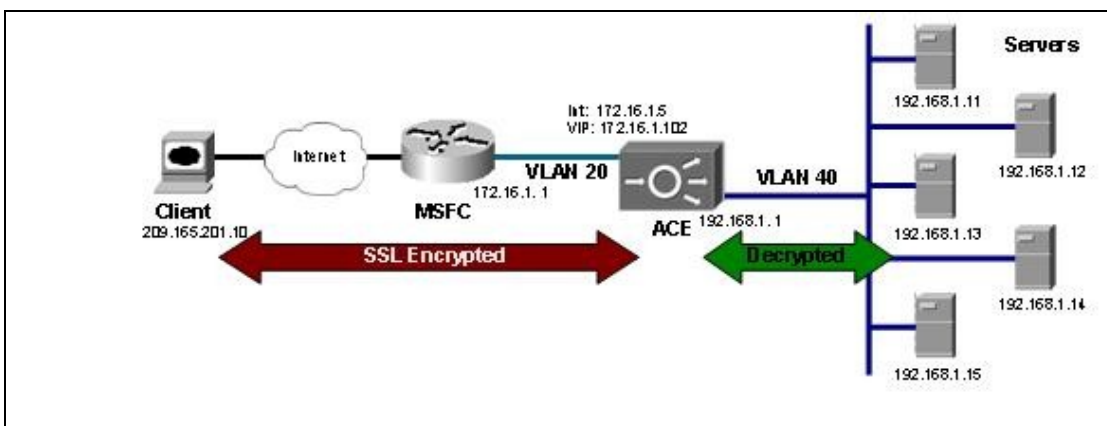 Servers
192.168.1.11
Int: 172.16.1.5
VIP: 172.16.1.102
Internet
VLAN 20
VLAN 40
192.168.1.12
172.16.1.1
MSFC
Client
209.165.201.10
ACE
192.168.1.1
192.168.1.13
SSL Encrypted
Decrypted
192.168.1.14
192.168.1.15